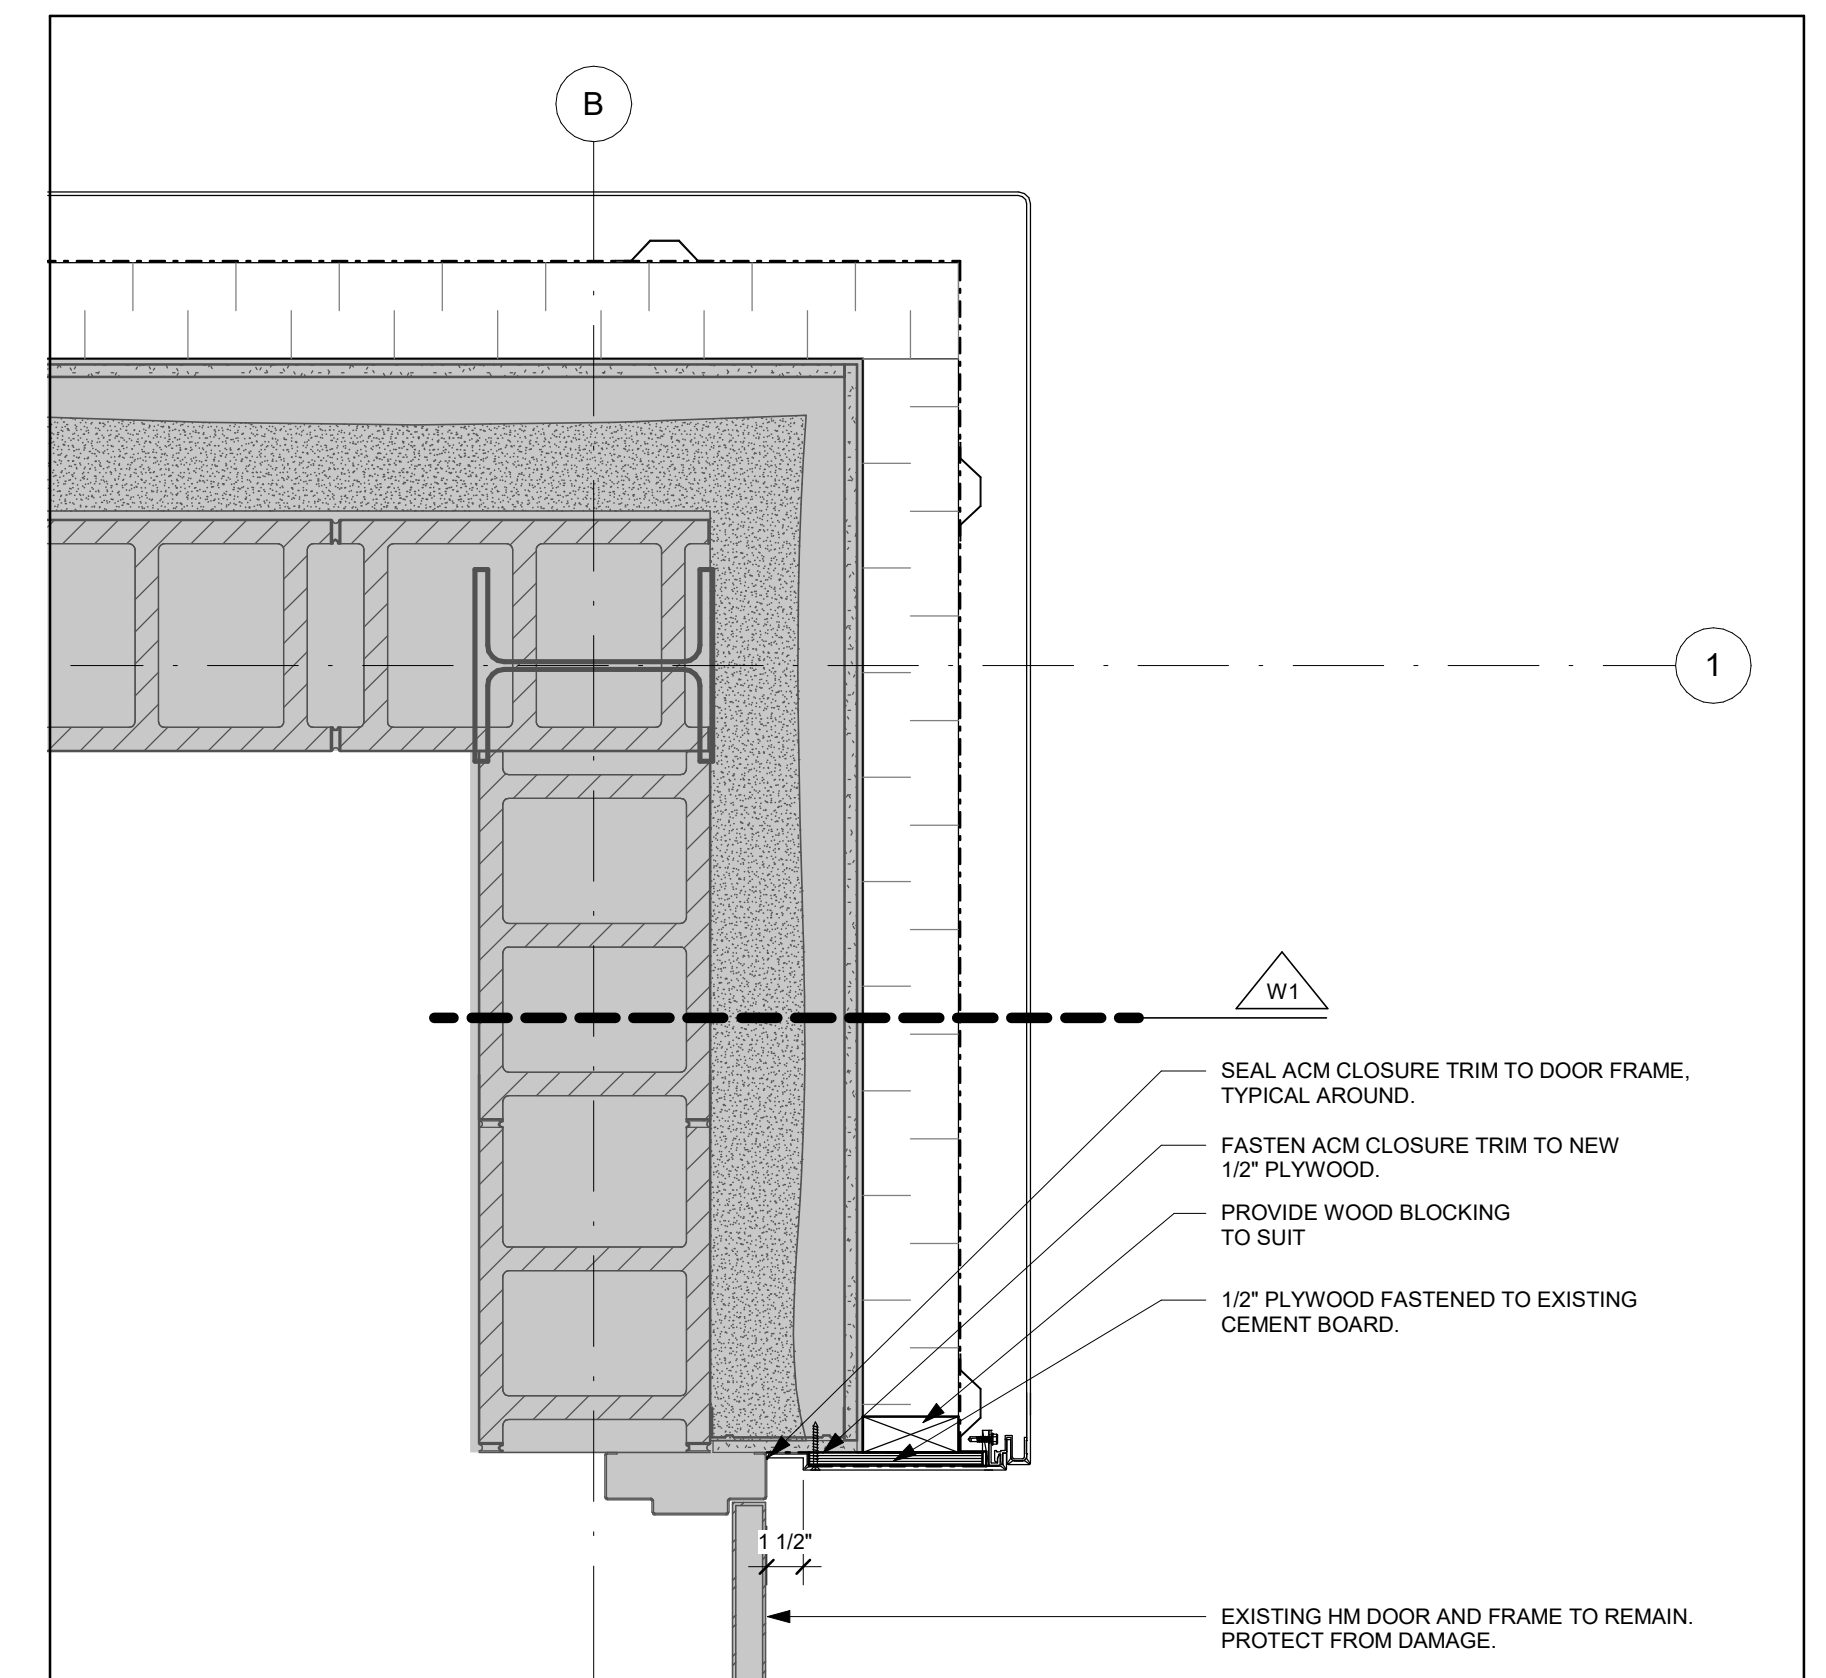 B
1
W1
SEAL ACM CLOSURE TRIM TO DOOR FRAME,
TYPICAL AROUND.
FASTEN ACM CLOSURE TRIM TO NEW
1/2" PLYWOOD.
PROVIDE WOOD BLOCKING
TO SUIT
1/2" PLYWOOD FASTENED TO EXISTING
CEMENT BOARD.
1 1/2"
EXISTING HM DOOR AND FRAME TO REMAIN.
PROTECT FROM DAMAGE.